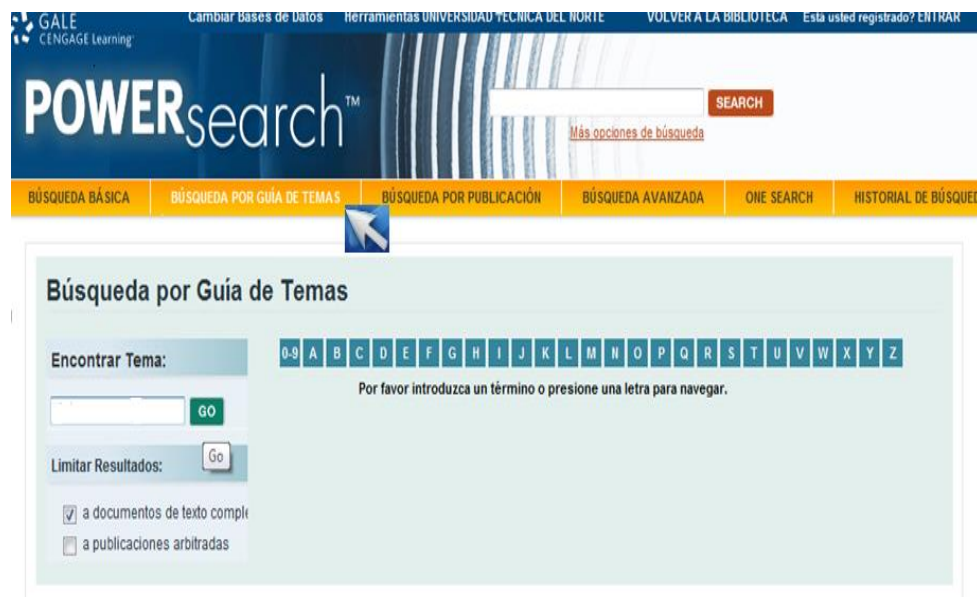 GALE
CENGAGE Learning
Cambiar Bases de Datos Herramientas UNIVERSIDAD TECNICA DEL NORTE VOLVER A LA BIBLIOTECA Está usted registrado? ENTRAR
POWERsearch™
SEARCH
Más opciones de búsqueda
BÚSQUEDA BÁSICA BÚSQUEDA POR GUÍA DE TEMAS BÚSQUEDA POR PUBLICACIÓN BÚSQUEDA AVANZADA ONE SEARCH HISTORIAL DE BÚSQUED
Búsqueda por Guía de Temas
Encontrar Tema:
GO
0-9 A B C D E F G H I J K L M N O P Q R S T U V W X Y Z
Por favor introduzca un término o presione una letra para navegar.
Limitar Resultados:
Go
a documentos de texto comple
a publicaciones arbitradas